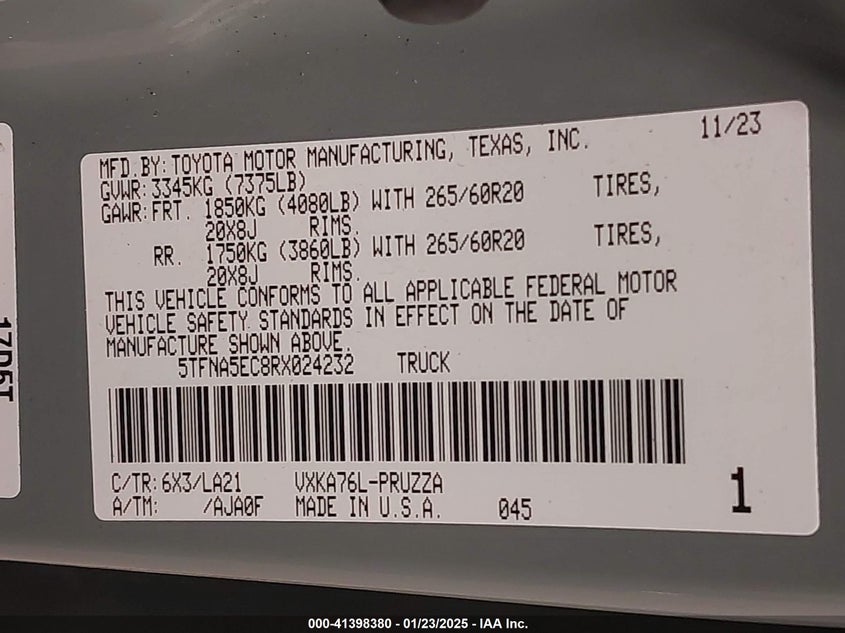 MFD.BY: TOYOTA MOTOR MANUFACTURING, TEXAS, INC. 11/23
GVWR: 3345KG (7375LB)
GAWR: FRT. 1850KG (4080LB) WITH 265/60R20 TIRES,
20X8J RIMS.
RR. 1750KG (3860LB) WITH 265/60R20 TIRES,
20X8J RIMS.
THIS VEHICLE CONFORMS TO ALL APPLICABLE FEDERAL MOTOR
VEHICLE SAFETY STANDARDS IN EFFECT ON THE DATE OF
MANUFACTURE SHOWN ABOVE.
5TFNA5EC8RX024232 TRUCK
C/TR: 6X3/LA21 VXKA76L-PRUZZA
A/TM: /AJA0F MADE IN U.S.A. 045
1
000-41398380 - 01/23/2025 - IAA Inc.